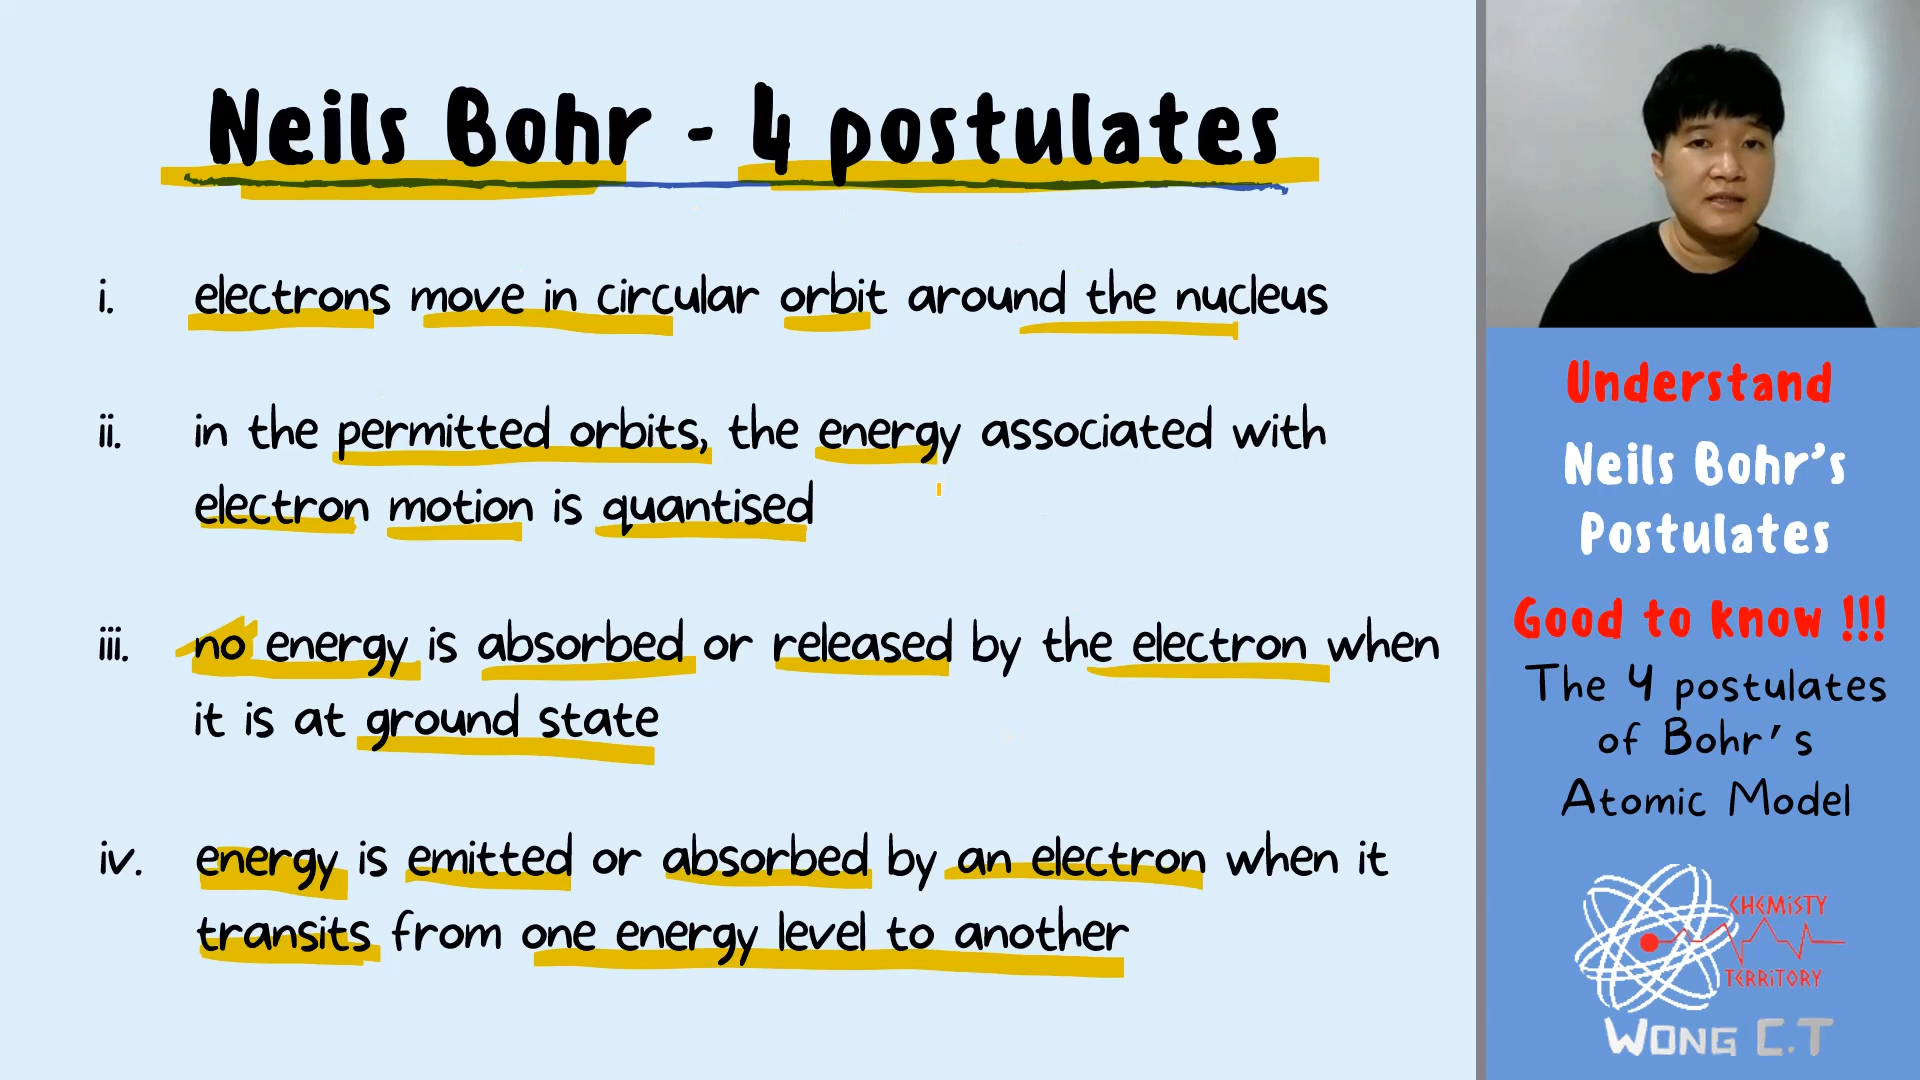 Neils Bohr - 4 postulates
i. electrons move in circular orbit around the nucleus
ii. in the permitted orbits, the energy associated with
electron motion is quantised
iii. no energy is absorbed or released by the electron when
it is at ground state
iv. energy is emitted or absorbed by an electron when it
transits from one energy level to another
Understand
Neils Bohr's
Postulates
Good to know !!!
The 4 postulates
of Bohr's
Atomic Model
CHEMiSTY
TERRiTORY
WONG C.T